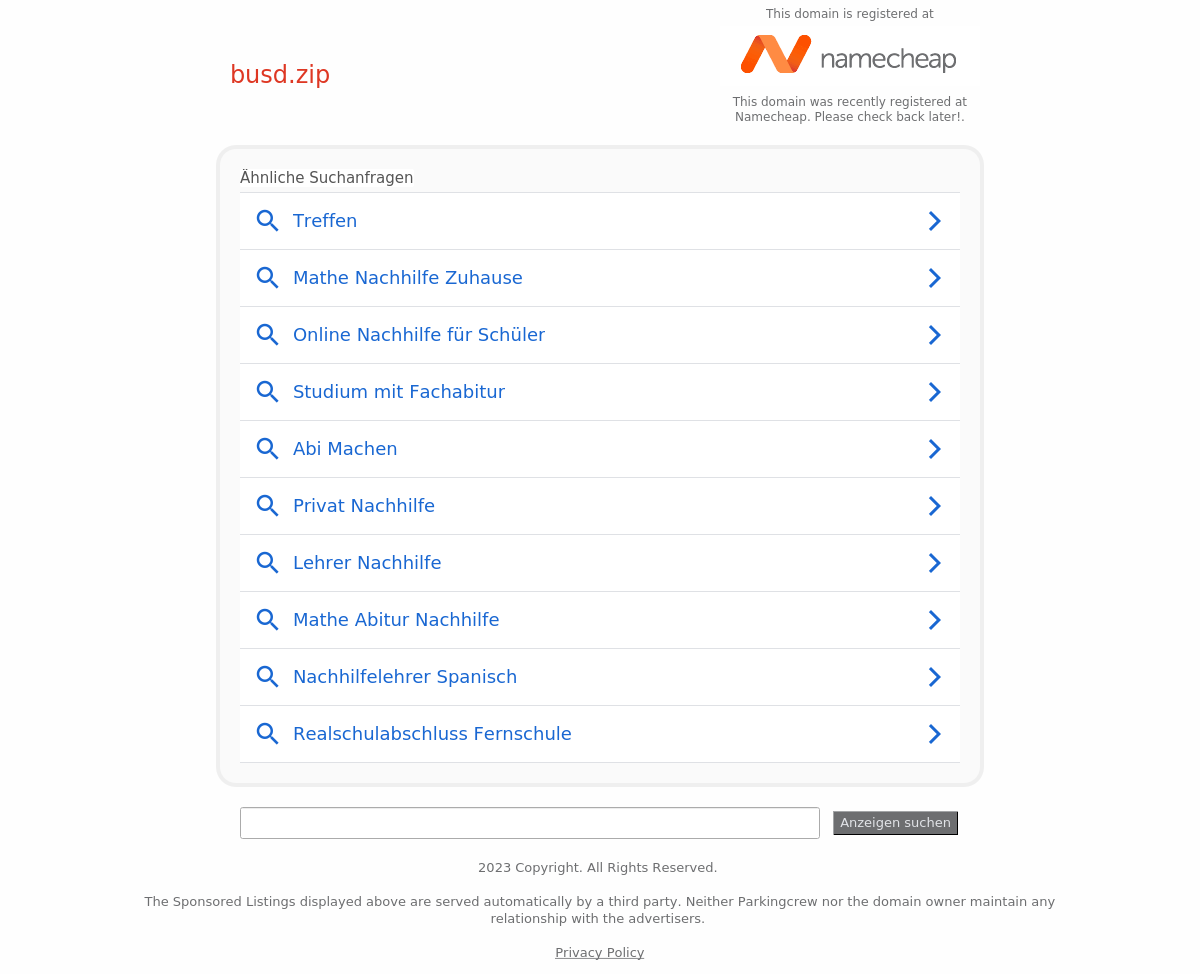 This domain is registered at
namecheap
busd.zip
This domain was recently registered at
Namecheap. Please check back later!.
Ähnliche Suchanfragen
Treffen
Mathe Nachhilfe Zuhause
Online Nachhilfe für Schüler
Studium mit Fachabitur
Abi Machen
Privat Nachhilfe
Lehrer Nachhilfe
Mathe Abitur Nachhilfe
Nachhilfelehrer Spanisch
Realschulabschluss Fernschule
Anzeigen suchen
2023 Copyright. All Rights Reserved.
The Sponsored Listings displayed above are served automatically by a third party. Neither Parkingcrew nor the domain owner maintain any
relationship with the advertisers.
Privacy Policy